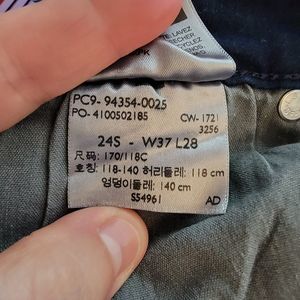 LAVEZ
PC9- 94354-0025
PO- 4100502185
CW- 1721
3256
24S - W37 L28
尺码: 170/118C
호칭: 118-140 허리둘레: 118 cm
엉덩이둘레: 140 cm
S54961
AD